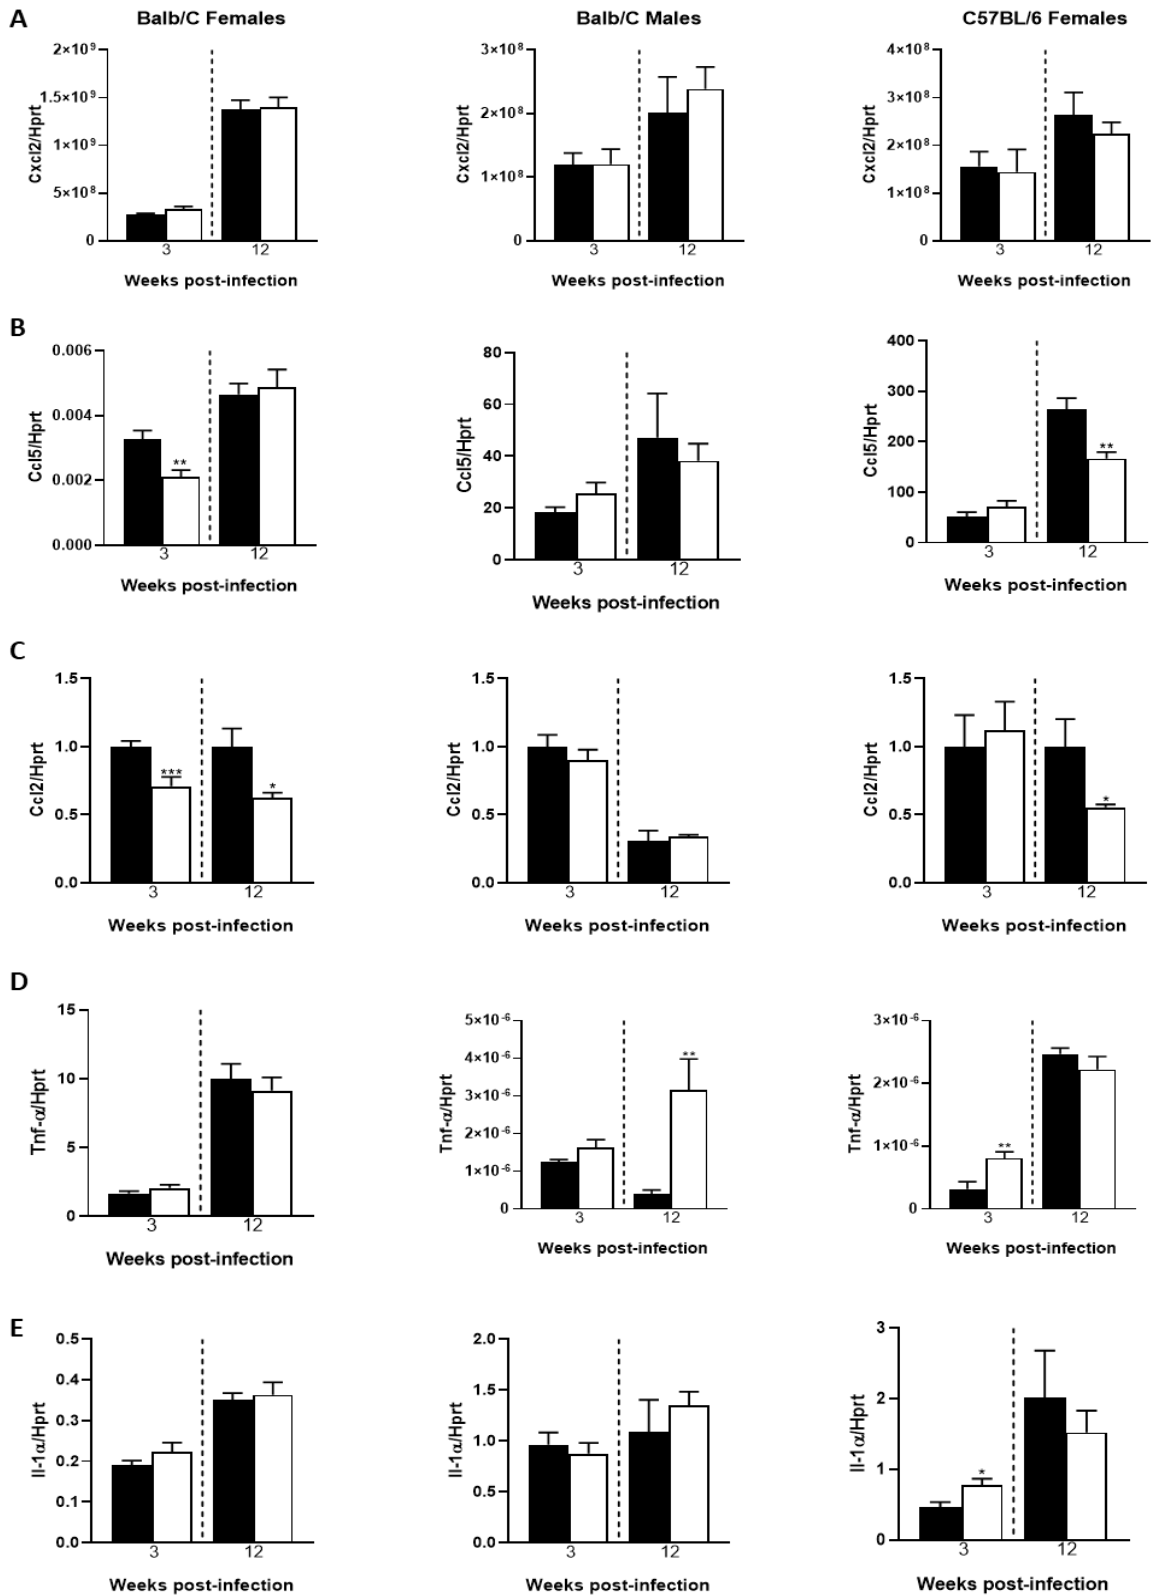 A
Balb/C Females
Balb/C Males
C57BL/6 Females
Cxcl2/Hprt
2×10⁹
1.5×10⁹
1×10⁹
5×10⁸
0
3
12
Weeks post-infection
Cxcl2/Hprt
3×10⁸
2×10⁸
1×10⁸
0
3
12
Weeks post-infection
Cxcl2/Hprt
4×10⁸
3×10⁸
2×10⁸
1×10⁸
0
3
12
Weeks post-infection
B
Ccl5/Hprt
0.006
0.004
0.002
0.000
**
3
12
Weeks post-infection
Ccl5/Hprt
80
60
40
20
0
3
12
Weeks post-infection
Ccl5/Hprt
400
300
200
100
0
**
3
12
Weeks post-infection
C
Ccl2/Hprt
1.5
1.0
0.5
0.0
***
*
3
12
Weeks post-infection
Ccl2/Hprt
1.5
1.0
0.5
0.0
3
12
Weeks post-infection
Ccl2/Hprt
1.5
1.0
0.5
0.0
*
3
12
Weeks post-infection
D
Tnf-α/Hprt
15
10
5
0
3
12
Weeks post-infection
Tnf-α/Hprt
5×10⁻⁶
4×10⁻⁶
3×10⁻⁶
2×10⁻⁶
1×10⁻⁶
0
**
3
12
Weeks post-infection
Tnf-α/Hprt
3×10⁻⁶
2×10⁻⁶
1×10⁻⁶
0
**
3
12
Weeks post-infection
E
Il-1α/Hprt
0.5
0.4
0.3
0.2
0.1
0.0
3
12
Weeks post-infection
Il-1α/Hprt
2.0
1.5
1.0
0.5
0.0
3
12
Weeks post-infection
Il-1α/Hprt
3
2
1
0
*
3
12
Weeks post-infection